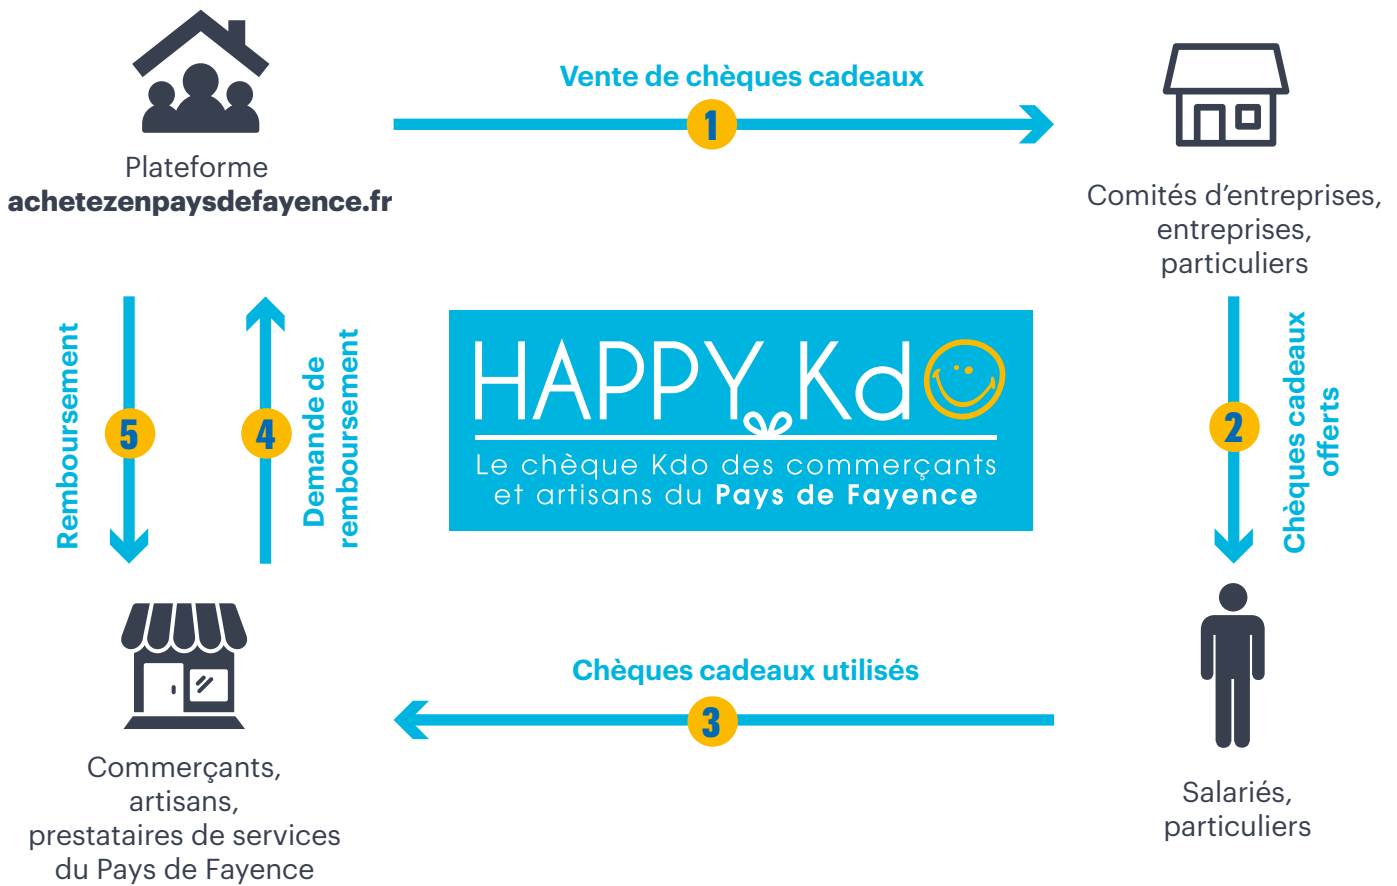 Plateforme
achetezenpaysdefayence.fr
Vente de chèques cadeaux
1
Comités d’entreprises,
entreprises,
particuliers
Chèques cadeaux
offerts
2
Salariés,
particuliers
Chèques cadeaux utilisés
3
Commerçants,
artisans,
prestataires de services
du Pays de Fayence
Demande de
remboursement
4
Remboursement
5
HAPPY Kdo
Le chèque Kdo des commerçants
et artisans du Pays de Fayence